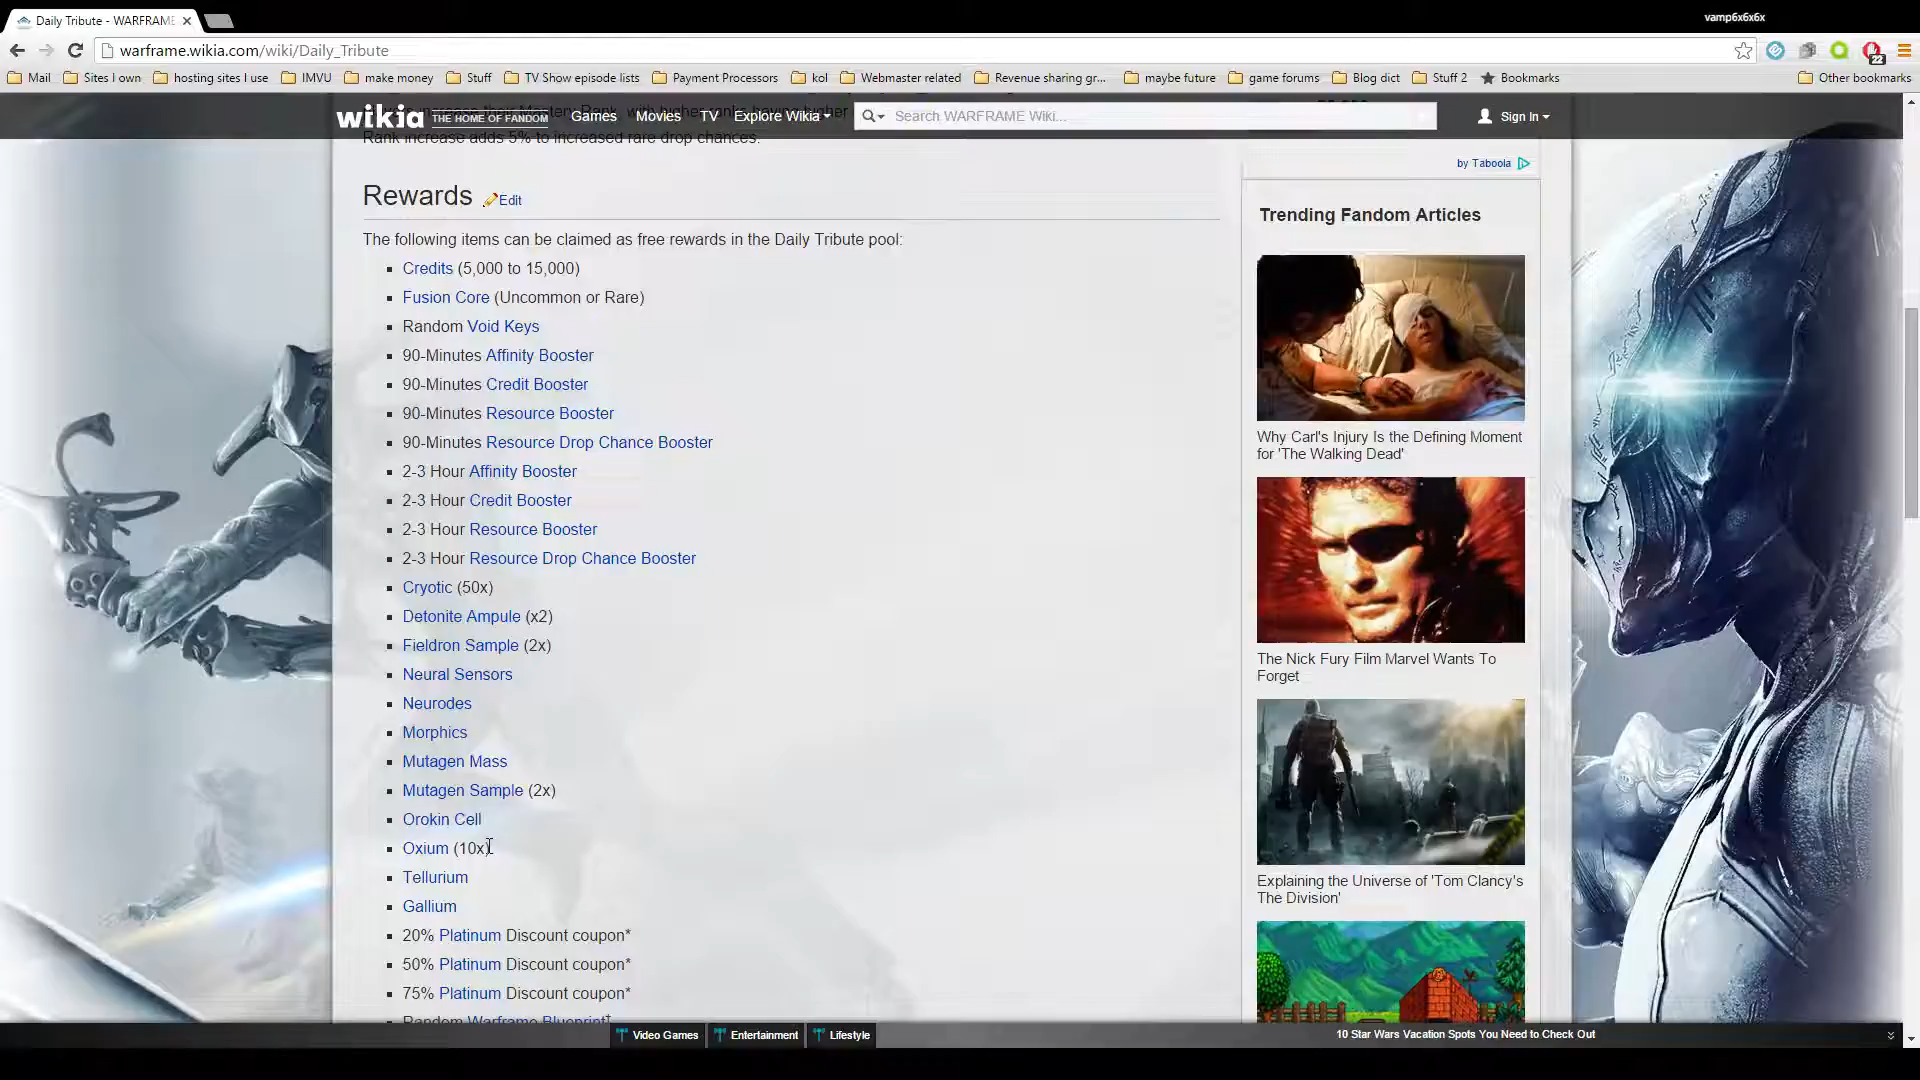 Daily Tribute - WARFRAME
vamp6x6x6x
warframe.wikia.com/wiki/Daily_Tribute
22
Mail Sites I own hosting sites I use IMVU make money Stuff TV Show episode lists Payment Processors kol Webmaster related Revenue sharing gr... maybe future game forums Blog dict Stuff 2 Bookmarks Other bookmarks
wikia THE HOME OF FANDOM Games Movies TV Explore Wikia Search WARFRAME Wiki... Sign In
Rank increase adds 5% to increased rare drop chances.
by Taboola
Rewards Edit
The following items can be claimed as free rewards in the Daily Tribute pool:
Credits (5,000 to 15,000)
Fusion Core (Uncommon or Rare)
Random Void Keys
90-Minutes Affinity Booster
90-Minutes Credit Booster
90-Minutes Resource Booster
90-Minutes Resource Drop Chance Booster
2-3 Hour Affinity Booster
2-3 Hour Credit Booster
2-3 Hour Resource Booster
2-3 Hour Resource Drop Chance Booster
Cryotic (50x)
Detonite Ampule (x2)
Fieldron Sample (2x)
Neural Sensors
Neurodes
Morphics
Mutagen Mass
Mutagen Sample (2x)
Orokin Cell
Oxium (10x)
Tellurium
Gallium
20% Platinum Discount coupon*
50% Platinum Discount coupon*
75% Platinum Discount coupon*
Random Warframe Blueprint†
Trending Fandom Articles
Why Carl's Injury Is the Defining Moment
for 'The Walking Dead'
The Nick Fury Film Marvel Wants To
Forget
Explaining the Universe of 'Tom Clancy's
The Division'
Video Games Entertainment Lifestyle
10 Star Wars Vacation Spots You Need to Check Out